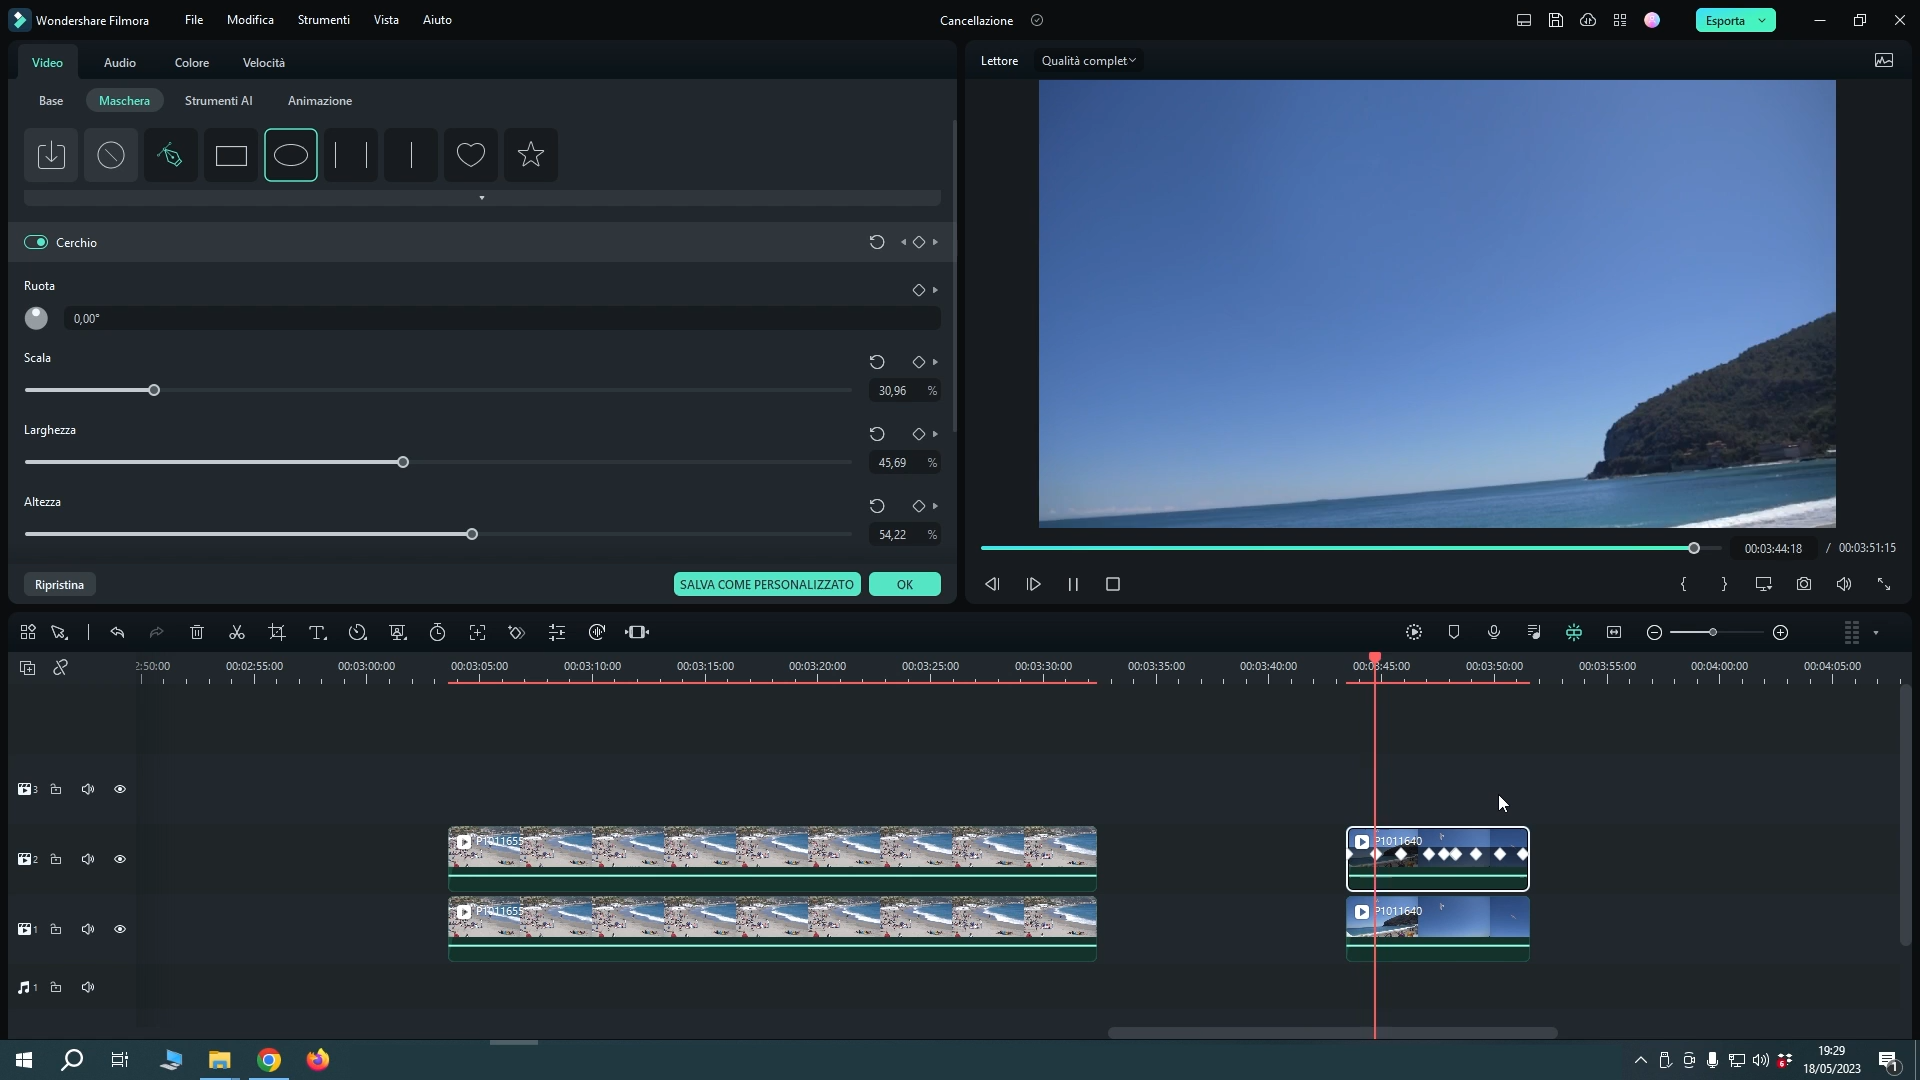 Wondershare Filmora File Modifica Strumenti Vista Aiuto Cancellazione Esporta
Video Audio Colore Velocità
Lettore Qualità complet
Base Maschera Strumenti AI Animazione
Cerchio
Ruota
0,00°
Scala
30,96 %
Larghezza
45,69 %
Altezza
54,22 %
00:03:44:18 / 00:03:51:15
Ripristina SALVA COME PERSONALIZZATO OK
2:50:00 00:02:55:00 00:03:00:00 00:03:05:00 00:03:10:00 00:03:15:00 00:03:20:00 00:03:25:00 00:03:30:00 00:03:35:00 00:03:40:00 00:03:45:00 00:03:50:00 00:03:55:00 00:04:00:00 00:04:05:00
3
P1011655 P1011640
2
P1011655 P1011640
1
1
19:29
18/05/2023
1
6